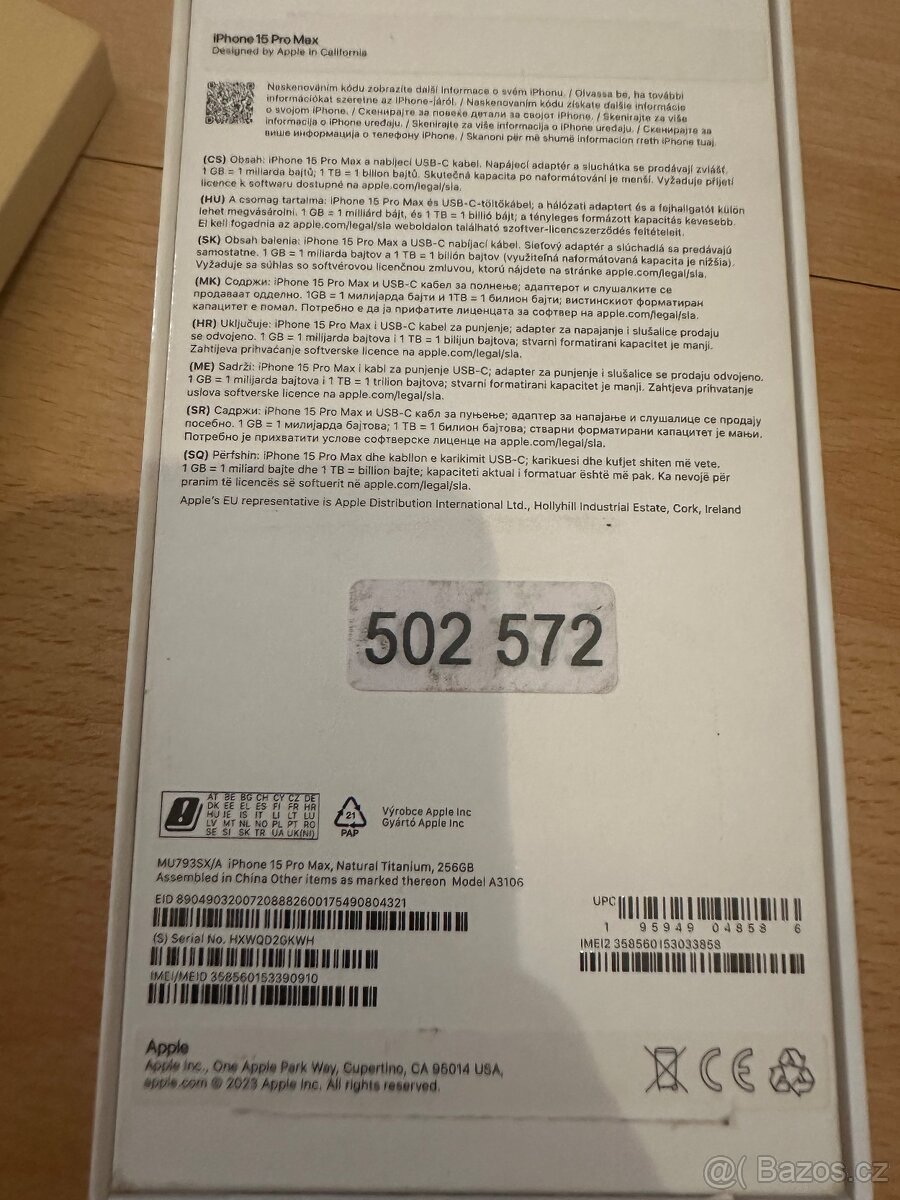 iPhone 15 Pro Max
Designed by Apple in California
Naskenováním kódu zobrazíte další informace o svém iPhonu. / Olvassa be, ha további
információkat szeretne az iPhone-járól. / Naskenovaním kódu získate ďalšie informácie
o svojom iPhone. / Скенирајте за повеќе детали за својот iPhone. / Skenirajte za više
informacija o iPhone uređaju. / Skenirajte za više informacija o iPhone uređaju. / Скенирајте за
више информација о телефону iPhone. / Skanoni për më shumë informacion rreth iPhone tuaj.
(CS) Obsah: iPhone 15 Pro Max a nabíjecí USB-C kabel. Napájecí adaptér a sluchátka se prodávají zvlášť.
1 GB = 1 miliarda bajtů; 1 TB = 1 bilion bajtů. Skutečná kapacita po naformátování je menší. Vyžaduje přijetí
licence k softwaru dostupné na apple.com/legal/sla.
(HU) A csomag tartalma: iPhone 15 Pro Max és USB-C-töltőkábel; a hálózati adaptert és a fejhallgatót külön
lehet megvásárolni. 1 GB = 1 milliárd bájt, és 1 TB = 1 billió bájt; a tényleges formázott kapacitás kevesebb.
El kell fogadnia az apple.com/legal/sla weboldalon található szoftver-licencszerződés feltételeit.
(SK) Obsah balenia: iPhone 15 Pro Max a USB-C nabíjací kábel. Sieťový adaptér a slúchadlá sa predávajú
samostatne. 1 GB = 1 miliarda bajtov a 1 TB = 1 bilión bajtov (využiteľná naformátovaná kapacita je nižšia).
Vyžaduje sa súhlas so softvérovou licenčnou zmluvou, ktorú nájdete na stránke apple.com/legal/sla.
(MK) Содржи: iPhone 15 Pro Max и USB-C кабел за полнење; адаптерот и слушалките се
продаваат одделно. 1GB = 1 милијарда бајти и 1TB = 1 билион бајти; вистинскиот форматиран
капацитет е помал. Потребно е да ја прифатите лиценцата за софтвер на apple.com/legal/sla.
(HR) Uključuje: iPhone 15 Pro Max i USB-C kabel za punjenje; adapter za napajanje i slušalice prodaju
se odvojeno. 1 GB = 1 milijarda bajtova i 1 TB = 1 bilijun bajtova; stvarni formatirani kapacitet je manji.
Zahtijeva prihvaćanje softverske licence na apple.com/legal/sla.
(ME) Sadrži: iPhone 15 Pro Max i kabl za punjenje USB-C; adapter za punjenje i slušalice se prodaju odvojeno.
1 GB = 1 milijarda bajtova i 1 TB = 1 trilion bajtova; stvarni formatirani kapacitet je manji. Zahtjeva prihvatanje
uslova softverske licence na apple.com/legal/sla.
(SR) Садржи: iPhone 15 Pro Max и USB-C кабл за пуњење; адаптер за напајање и слушалице се продају
посебно. 1 GB = 1 милијарда бајтова; 1 TB = 1 билион бајтова; стварни форматирани капацитет је мањи.
Потребно је прихватити услове софтверске лиценце на apple.com/legal/sla.
(SQ) Përfshin: iPhone 15 Pro Max dhe kabllon e karikimit USB-C; karikuesi dhe kufjet shiten më vete.
1 GB = 1 miliard bajte dhe 1 TB = billion bajte; kapaciteti aktual i formatuar është më pak. Ka nevojë për
pranim të licencës së softuerit në apple.com/legal/sla.
Apple's EU representative is Apple Distribution International Ltd., Hollyhill Industrial Estate, Cork, Ireland
502 572
AT BE BG CH CY CZ DE
DK EE EL ES FI FR HR
HU IE IS IT LI LT LU
LV MT NL NO PL PT RO
SE SI SK TR UA UK(NI)
21
PAP
Výrobce Apple Inc
Gyártó Apple Inc
MU793SX/A iPhone 15 Pro Max, Natural Titanium, 256GB
Assembled in China Other items as marked thereon Model A3106
EID 89049032007208882600175490804321
(S) Serial No. HXWQD2GKWH
IMEI/MEID 358560153390910
UPC
1 95949 04858 6
IMEI2 358560153033858
Apple
Apple Inc., One Apple Park Way, Cupertino, CA 95014 USA,
apple.com © 2023 Apple Inc. All rights reserved.
CE
@( Bazos.cz